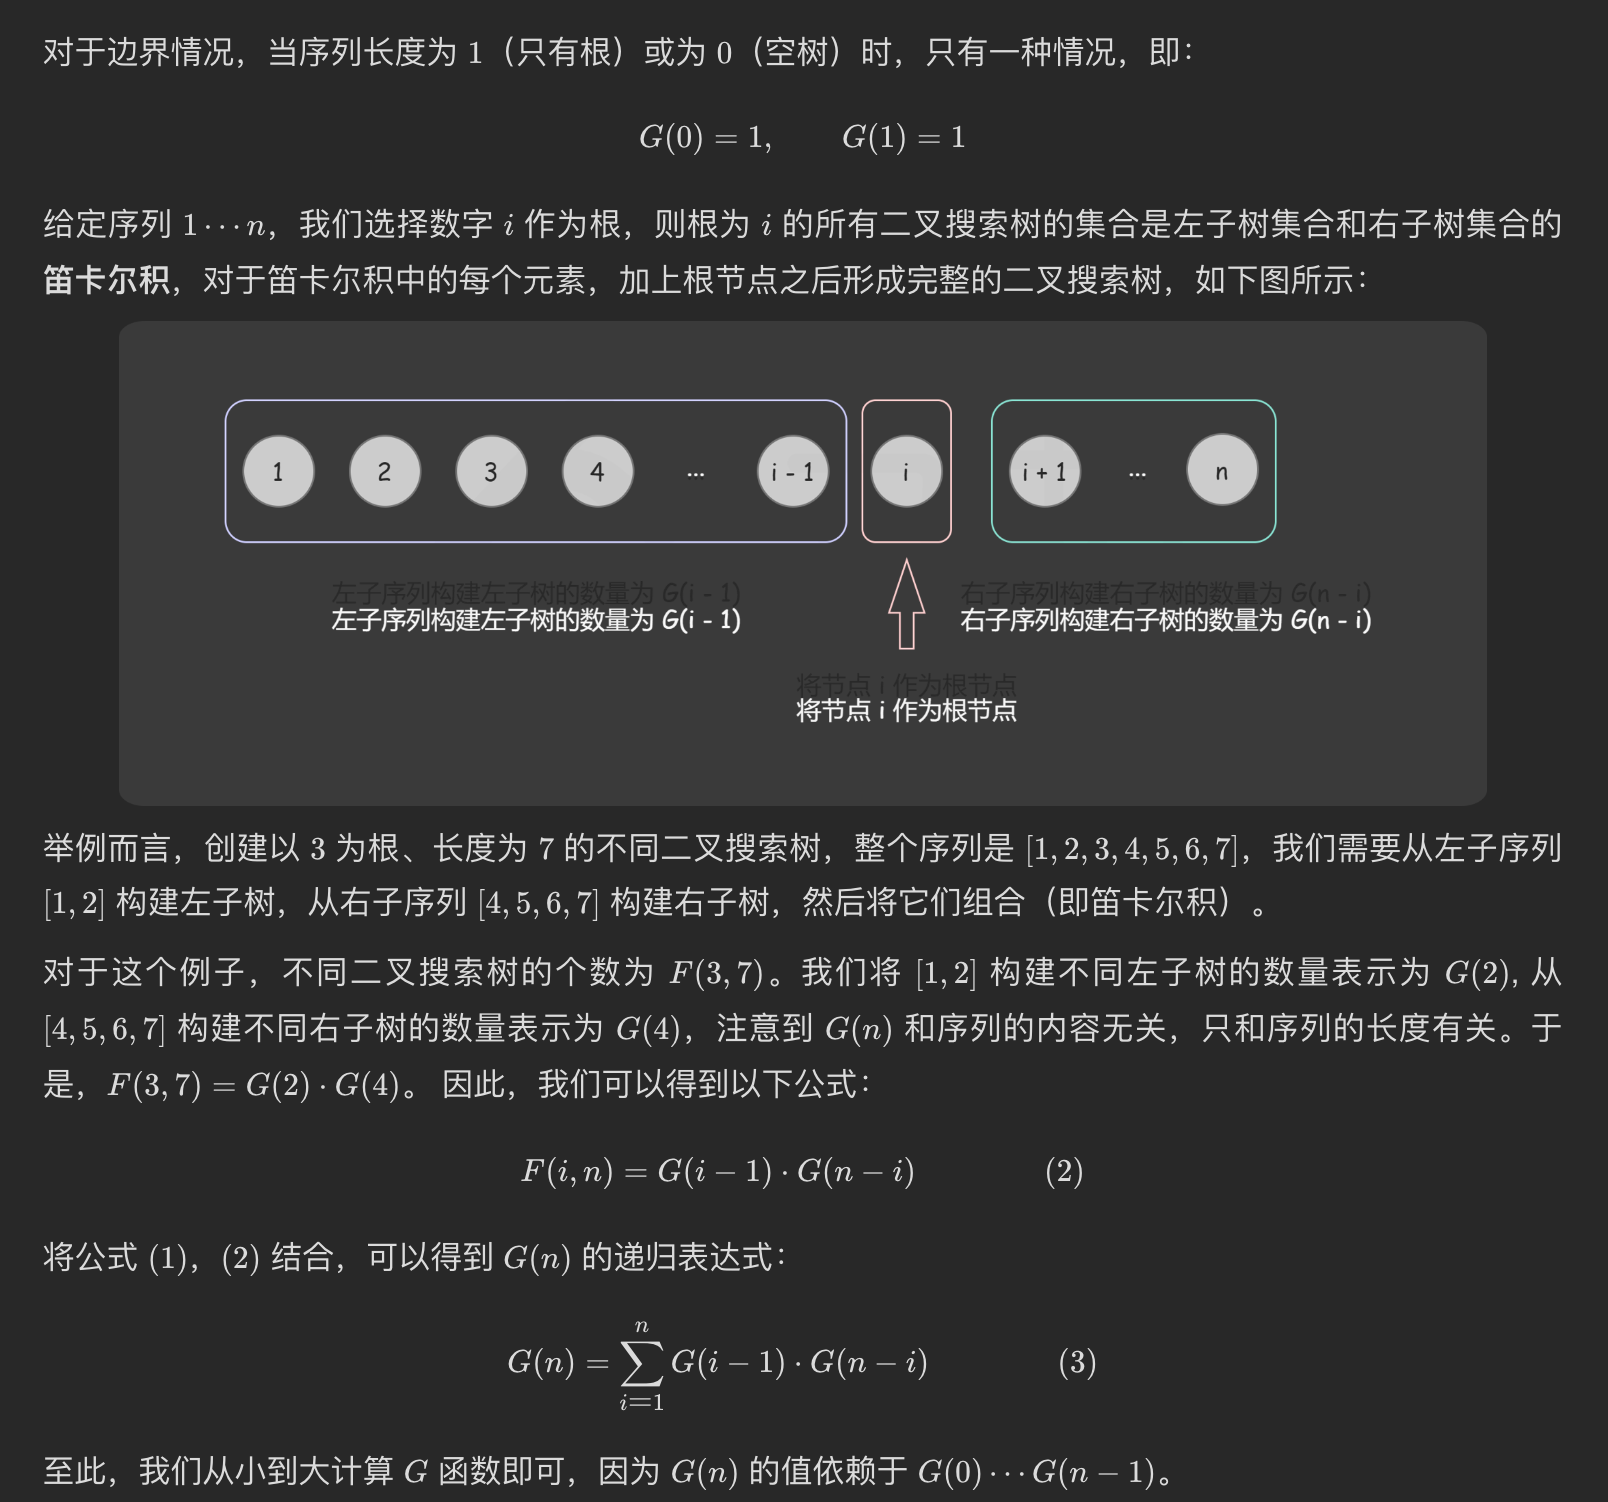 对于边界情况，当序列长度为 1（只有根）或为 0（空树）时，只有一种情况，即：
G(0) = 1, G(1) = 1
给定序列 1⋯n，我们选择数字 i 作为根，则根为 i 的所有二叉搜索树的集合是左子树集合和右子树集合的
笛卡尔积，对于笛卡尔积中的每个元素，加上根节点之后形成完整的二叉搜索树，如下图所示：
1 2 3 4 ... i - 1 i i + 1 ... n
左子序列构建左子树的数量为 G(i - 1) 右子序列构建右子树的数量为 G(n - i)
左子序列构建左子树的数量为 G(i - 1) 右子序列构建右子树的数量为 G(n - i)
将节点 i 作为根节点
将节点 i 作为根节点
举例而言，创建以 3 为根、长度为 7 的不同二叉搜索树，整个序列是 [1, 2, 3, 4, 5, 6, 7]，我们需要从左子序列
[1, 2] 构建左子树，从右子序列 [4, 5, 6, 7] 构建右子树，然后将它们组合（即笛卡尔积）。
对于这个例子，不同二叉搜索树的个数为 F(3, 7)。我们将 [1, 2] 构建不同左子树的数量表示为 G(2), 从
[4, 5, 6, 7] 构建不同右子树的数量表示为 G(4)，注意到 G(n) 和序列的内容无关，只和序列的长度有关。于
是，F(3, 7) = G(2) · G(4)。 因此，我们可以得到以下公式：
F(i, n) = G(i − 1) · G(n − i) (2)
将公式 (1)，(2) 结合，可以得到 G(n) 的递归表达式：
G(n) = ∑_{i=1}^{n} G(i − 1) · G(n − i) (3)
至此，我们从小到大计算 G 函数即可，因为 G(n) 的值依赖于 G(0)⋯G(n − 1)。